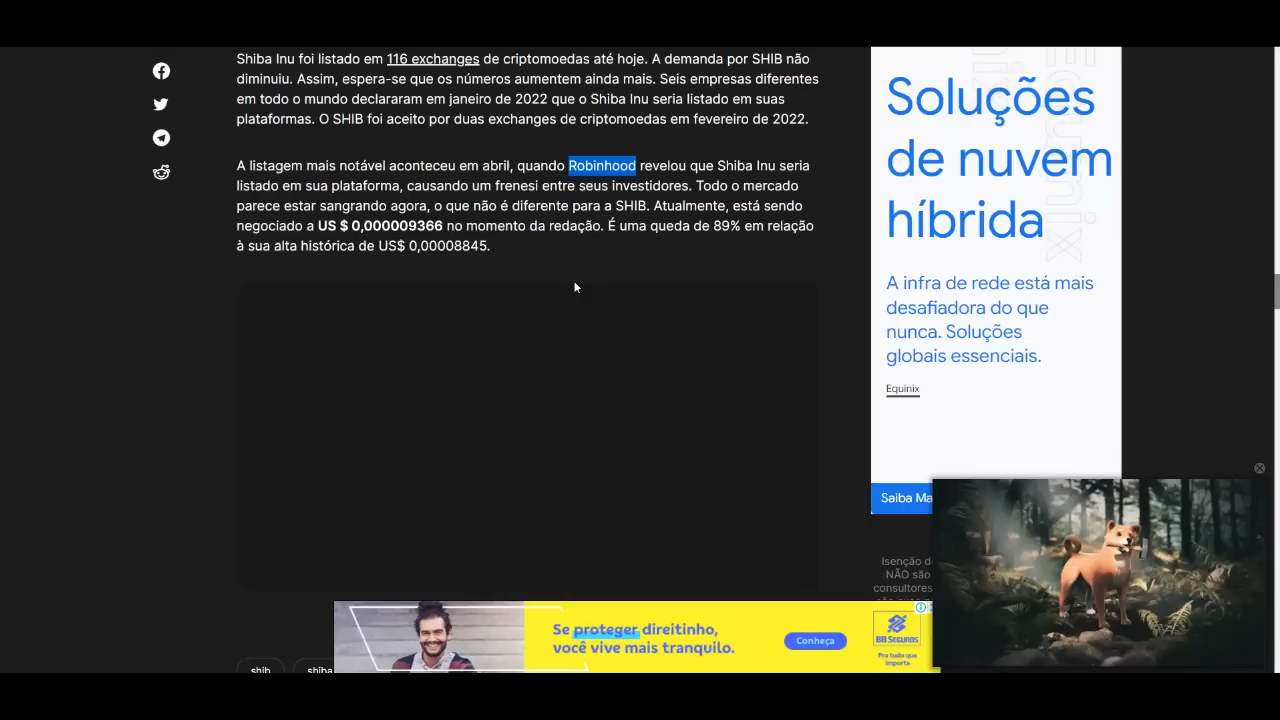 Shiba Inu foi listado em 116 exchanges de criptomoedas até hoje. A demanda por SHIB não
diminuiu. Assim, espera-se que os números aumentem ainda mais. Seis empresas diferentes
em todo o mundo declararam em janeiro de 2022 que o Shiba Inu seria listado em suas
plataformas. O SHIB foi aceito por duas exchanges de criptomoedas em fevereiro de 2022.
A listagem mais notável aconteceu em abril, quando Robinhood revelou que Shiba Inu seria
listado em sua plataforma, causando um frenesi entre seus investidores. Todo o mercado
parece estar sangrando agora, o que não é diferente para a SHIB. Atualmente, está sendo
negociado a US $ 0,000009366 no momento da redação. É uma queda de 89% em relação
à sua alta histórica de US$ 0,00008845.
Soluções
de nuvem
híbrida
A infra de rede está mais
desafiadora do que
nunca. Soluções
globais essenciais.
Equinix
Equinix
Saiba Ma
Isenção d
NÃO são
consultores
Se proteger direitinho,
você vive mais tranquilo.
Conheça
BB SEGUROS
Pra tudo que
importa
shib
shiba